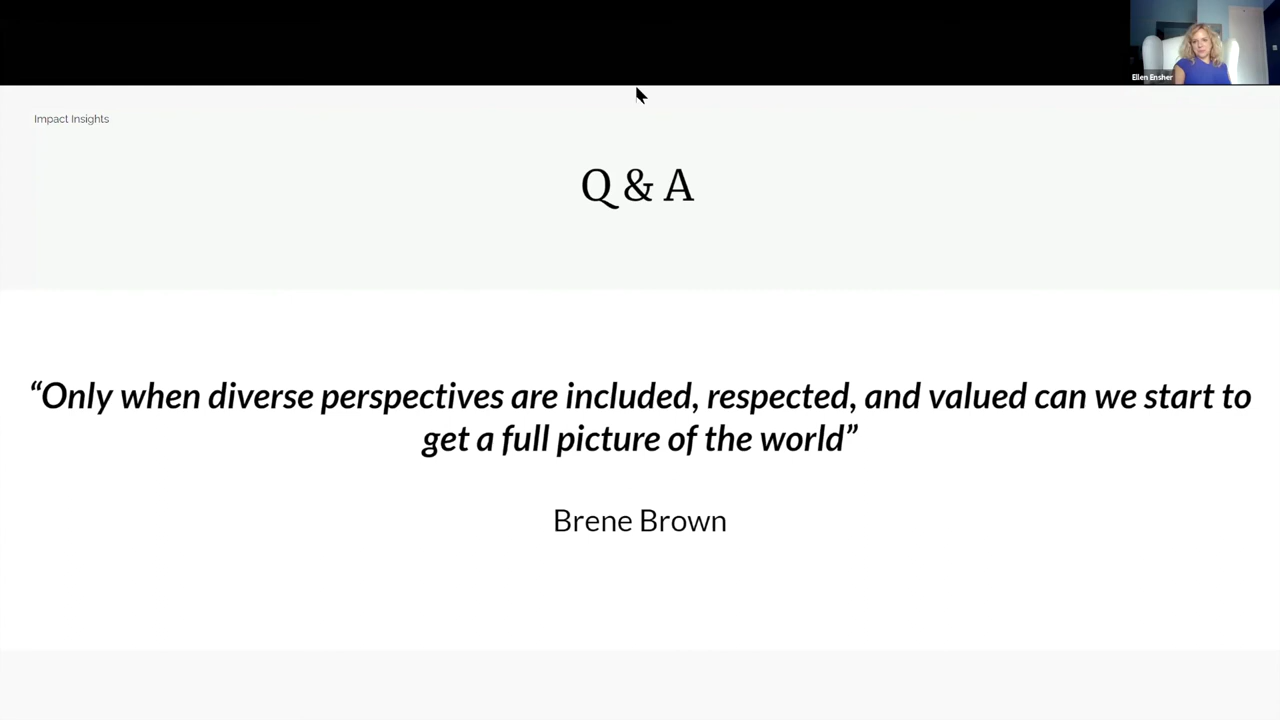 Ellen Ensher
Impact Insights
Q & A
“Only when diverse perspectives are included, respected, and valued can we start to
get a full picture of the world”
Brene Brown